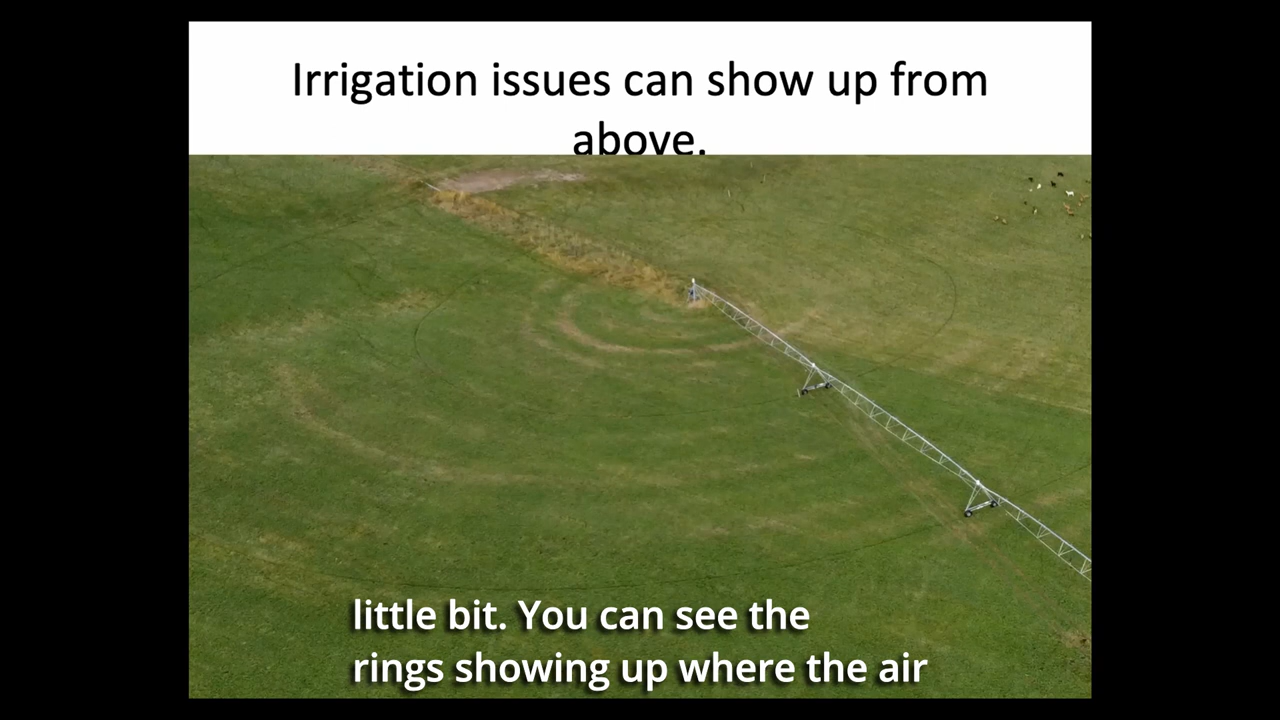 Irrigation issues can show up from
above.
little bit. You can see the
rings showing up where the air